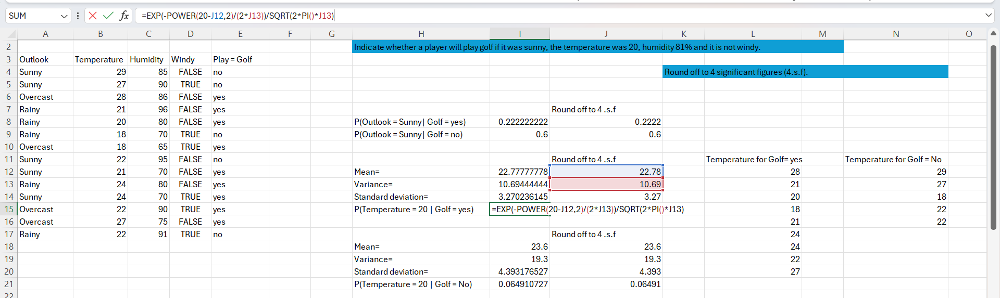 SUM =EXP(-POWER(20-J12,2)/(2*J13))/SQRT(2*PI()*J13)
A B C D E F G H I J K L M N O
2 Indicate whether a player will play golf if it was sunny, the temperature was 20, humidity 81% and it is not windy.
3 Outlook Temperature Humidity Windy Play = Golf
4 Sunny 29 85 FALSE no Round off to 4 significant figures (4.s.f).
5 Sunny 27 90 TRUE no
6 Overcast 28 86 FALSE yes
7 Rainy 21 96 FALSE yes Round off to 4 .s.f
8 Rainy 20 80 FALSE yes P(Outlook = Sunny| Golf = yes) 0.222222222 0.2222
9 Rainy 18 70 TRUE no P(Outlook = Sunny| Golf = no) 0.6 0.6
10 Overcast 18 65 TRUE yes
11 Sunny 22 95 FALSE no Round off to 4 .s.f Temperature for Golf= yes Temperature for Golf = No
12 Sunny 21 70 FALSE yes Mean= 22.77777778 22.78 28 29
13 Rainy 24 80 FALSE yes Variance= 10.69444444 10.69 21 27
14 Sunny 24 70 TRUE yes Standard deviation= 3.270236145 3.27 20 18
15 Overcast 22 90 TRUE yes P(Temperature = 20 | Golf = yes) =EXP(-POWER(20-J12,2)/(2*J13))/SQRT(2*PI()*J13) 18 22
16 Overcast 27 75 FALSE yes 21 22
17 Rainy 22 91 TRUE no Round off to 4 .s.f 24
18 Mean= 23.6 23.6 24
19 Variance= 19.3 19.3 22
20 Standard deviation= 4.393176527 4.393 27
21 P(Temperature = 20 | Golf = No) 0.064910727 0.06491
22